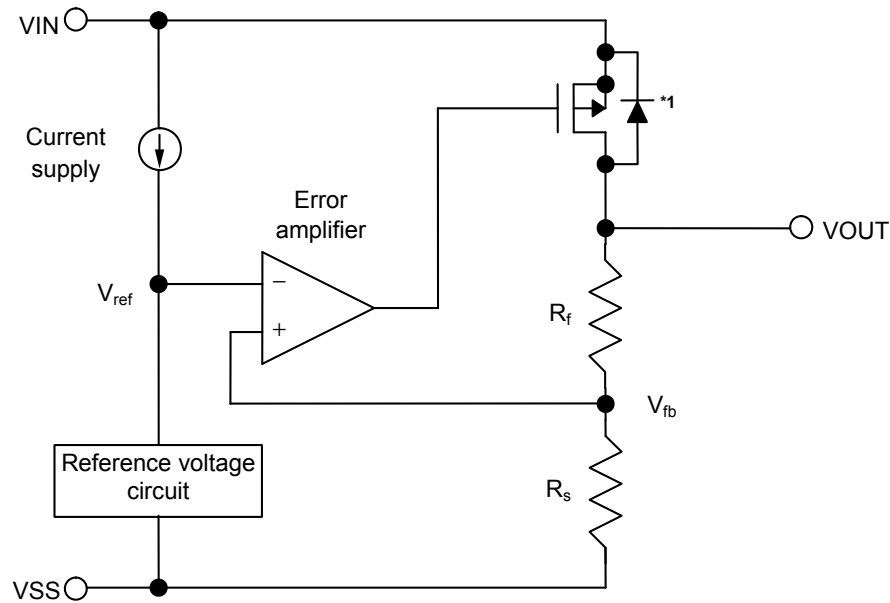 VIN
*1
Current
supply
Error
amplifier
VOUT
Vref
−
+
Rf
Vfb
Reference voltage
circuit
Rs
VSS